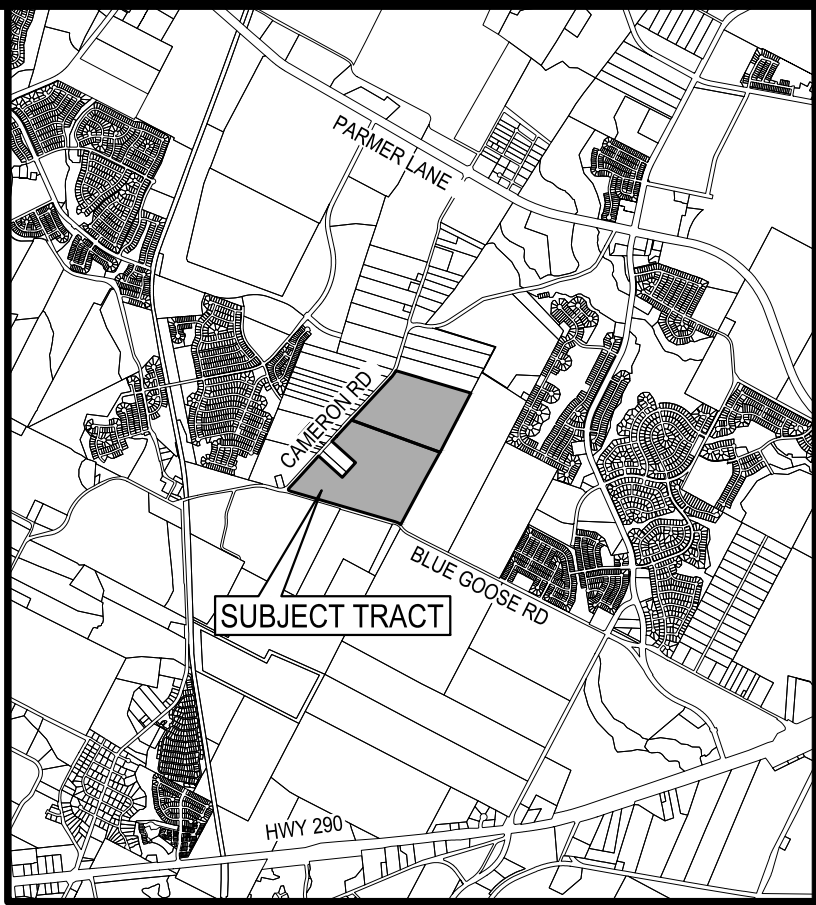 PARMER LANE
CAMERON RD
BLUE GOOSE RD
SUBJECT TRACT
HWY 290